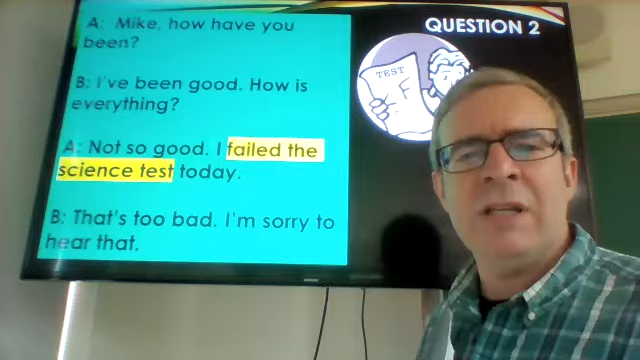 A: Mike, how have you
been?
B: I've been good. How is
everything?
A: Not so good. I failed the
science test today.
B: That's too bad. I'm sorry to
hear that.
QUESTION 2
TEST
F